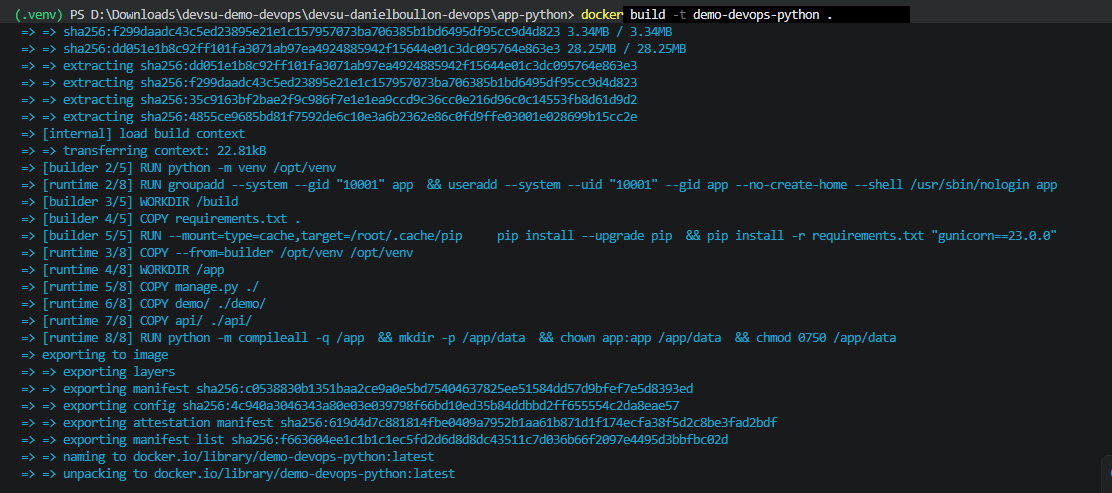 (.venv) PS D:\Downloads\devsu-demo-devops\devsu-danielboullon-devops\app-python> docker build -t demo-devops-python .
=> => sha256:f299daadc43c5ed23895e21e1c157957073ba706385b1bd6495df95cc9d4d823 3.34MB / 3.34MB
=> => sha256:dd051e1b8c92ff101fa3071ab97ea4924885942f15644e01c3dc095764e863e3 28.25MB / 28.25MB
=> => extracting sha256:dd051e1b8c92ff101fa3071ab97ea4924885942f15644e01c3dc095764e863e3
=> => extracting sha256:f299daadc43c5ed23895e21e1c157957073ba706385b1bd6495df95cc9d4d823
=> => extracting sha256:35c9163bf2bae2f9c986f7e1e1ea9ccd9c36cc0e216d96c0c14553fb8d61d9d2
=> => extracting sha256:4855ce9685bd81f7592de6c10e3a6b2362e86c0fd9ffe03001e028699b15cc2e
=> [internal] load build context
=> => transferring context: 22.81kB
=> [builder 2/5] RUN python -m venv /opt/venv
=> [runtime 2/8] RUN groupadd --system --gid "10001" app  && useradd --system --uid "10001" --gid app --no-create-home --shell /usr/sbin/nologin app
=> [builder 3/5] WORKDIR /build
=> [builder 4/5] COPY requirements.txt .
=> [builder 5/5] RUN --mount=type=cache,target=/root/.cache/pip     pip install --upgrade pip  && pip install -r requirements.txt "gunicorn==23.0.0"
=> [runtime 3/8] COPY --from=builder /opt/venv /opt/venv
=> [runtime 4/8] WORKDIR /app
=> [runtime 5/8] COPY manage.py ./
=> [runtime 6/8] COPY demo/ ./demo/
=> [runtime 7/8] COPY api/ ./api/
=> [runtime 8/8] RUN python -m compileall -q /app  && mkdir -p /app/data  && chown app:app /app/data  && chmod 0750 /app/data
=> exporting to image
=> => exporting layers
=> => exporting manifest sha256:c0538830b1351baa2ce9a0e5bd75404637825ee51584dd57d9bfef7e5d8393ed
=> => exporting config sha256:4c940a3046343a80e03e039798f66bd10ed35b84ddbbd2ff655554c2da8eae57
=> => exporting attestation manifest sha256:619d4d7c881814fbe0409a7952b1aa61b871d1f174ecfa38f5d2c8be3fad2bdf
=> => exporting manifest list sha256:f663604ee1c1b1c1ec5fd2d6d8d8dc43511c7d036b66f2097e4495d3bbfbc02d
=> => naming to docker.io/library/demo-devops-python:latest
=> => unpacking to docker.io/library/demo-devops-python:latest